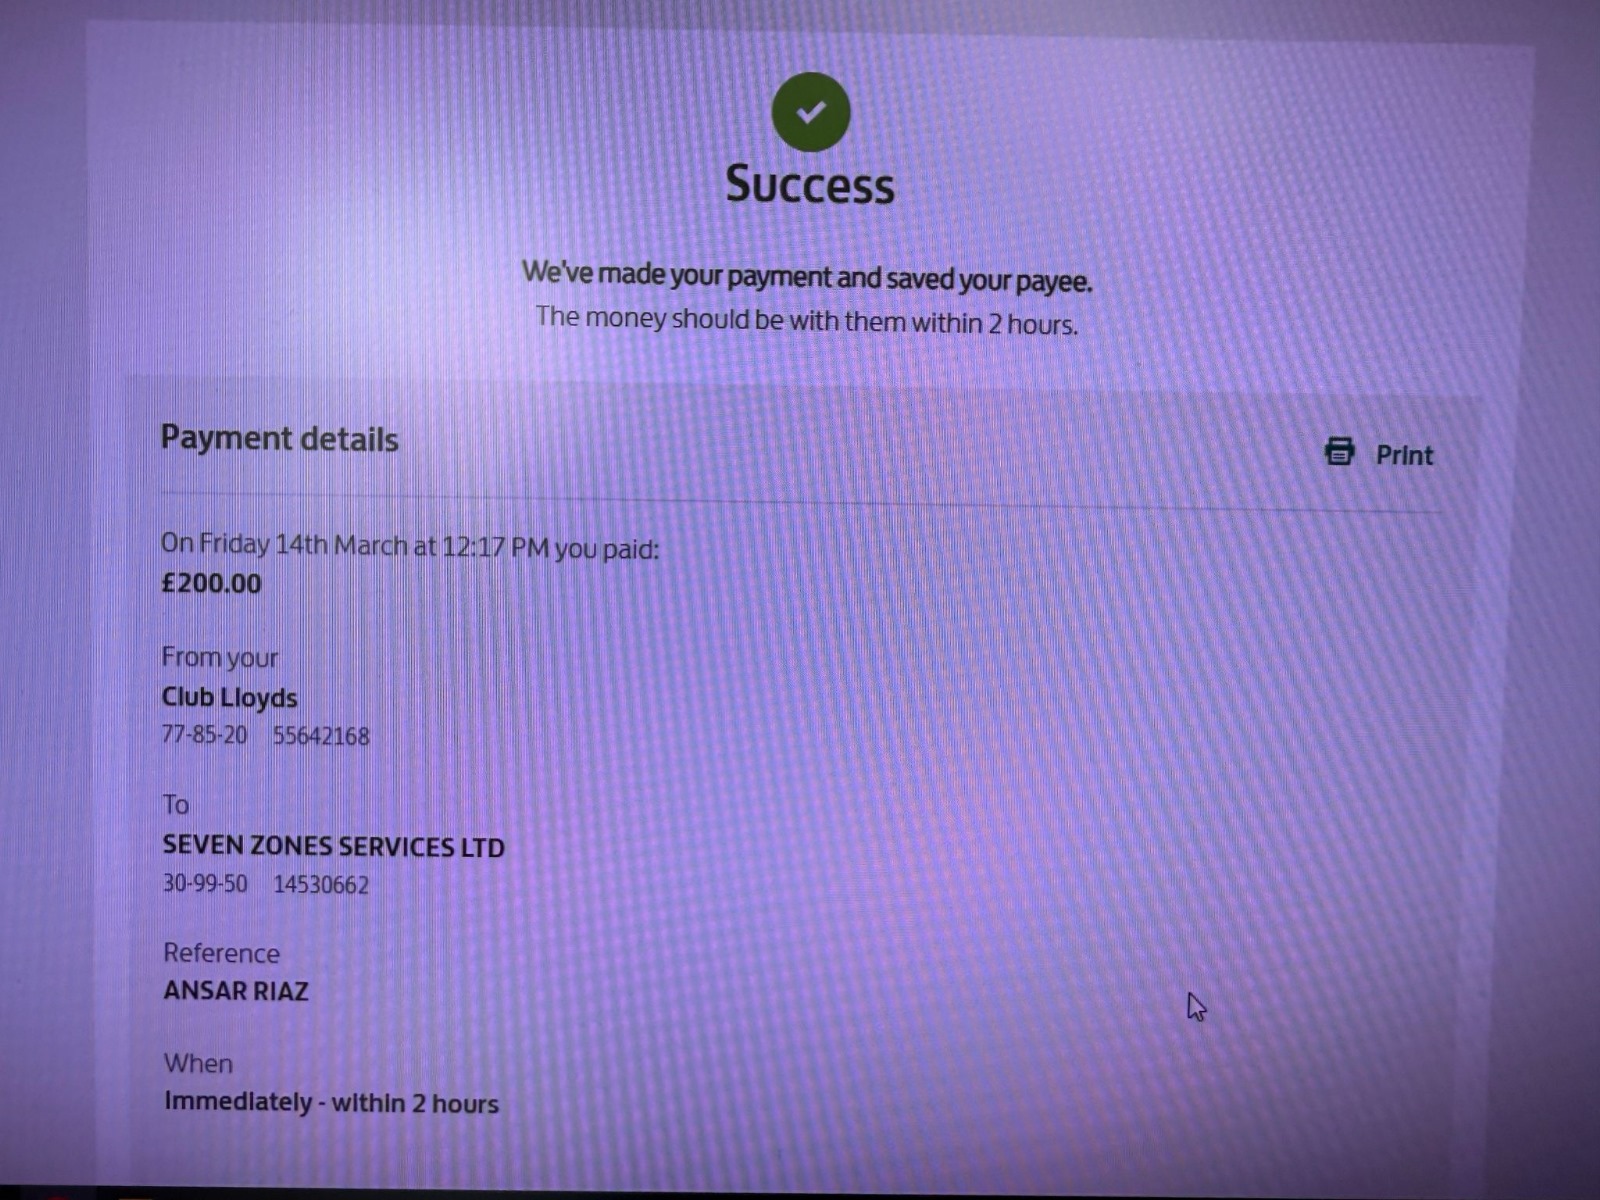 Success
We've made your payment and saved your payee.
The money should be with them within 2 hours.
Payment details
Print
On Friday 14th March at 12:17 PM you paid:
£200.00
From your
Club Lloyds
77-85-20 55642168
To
SEVEN ZONES SERVICES LTD
30-99-50 14530662
Reference
ANSAR RIAZ
When
Immediately - within 2 hours